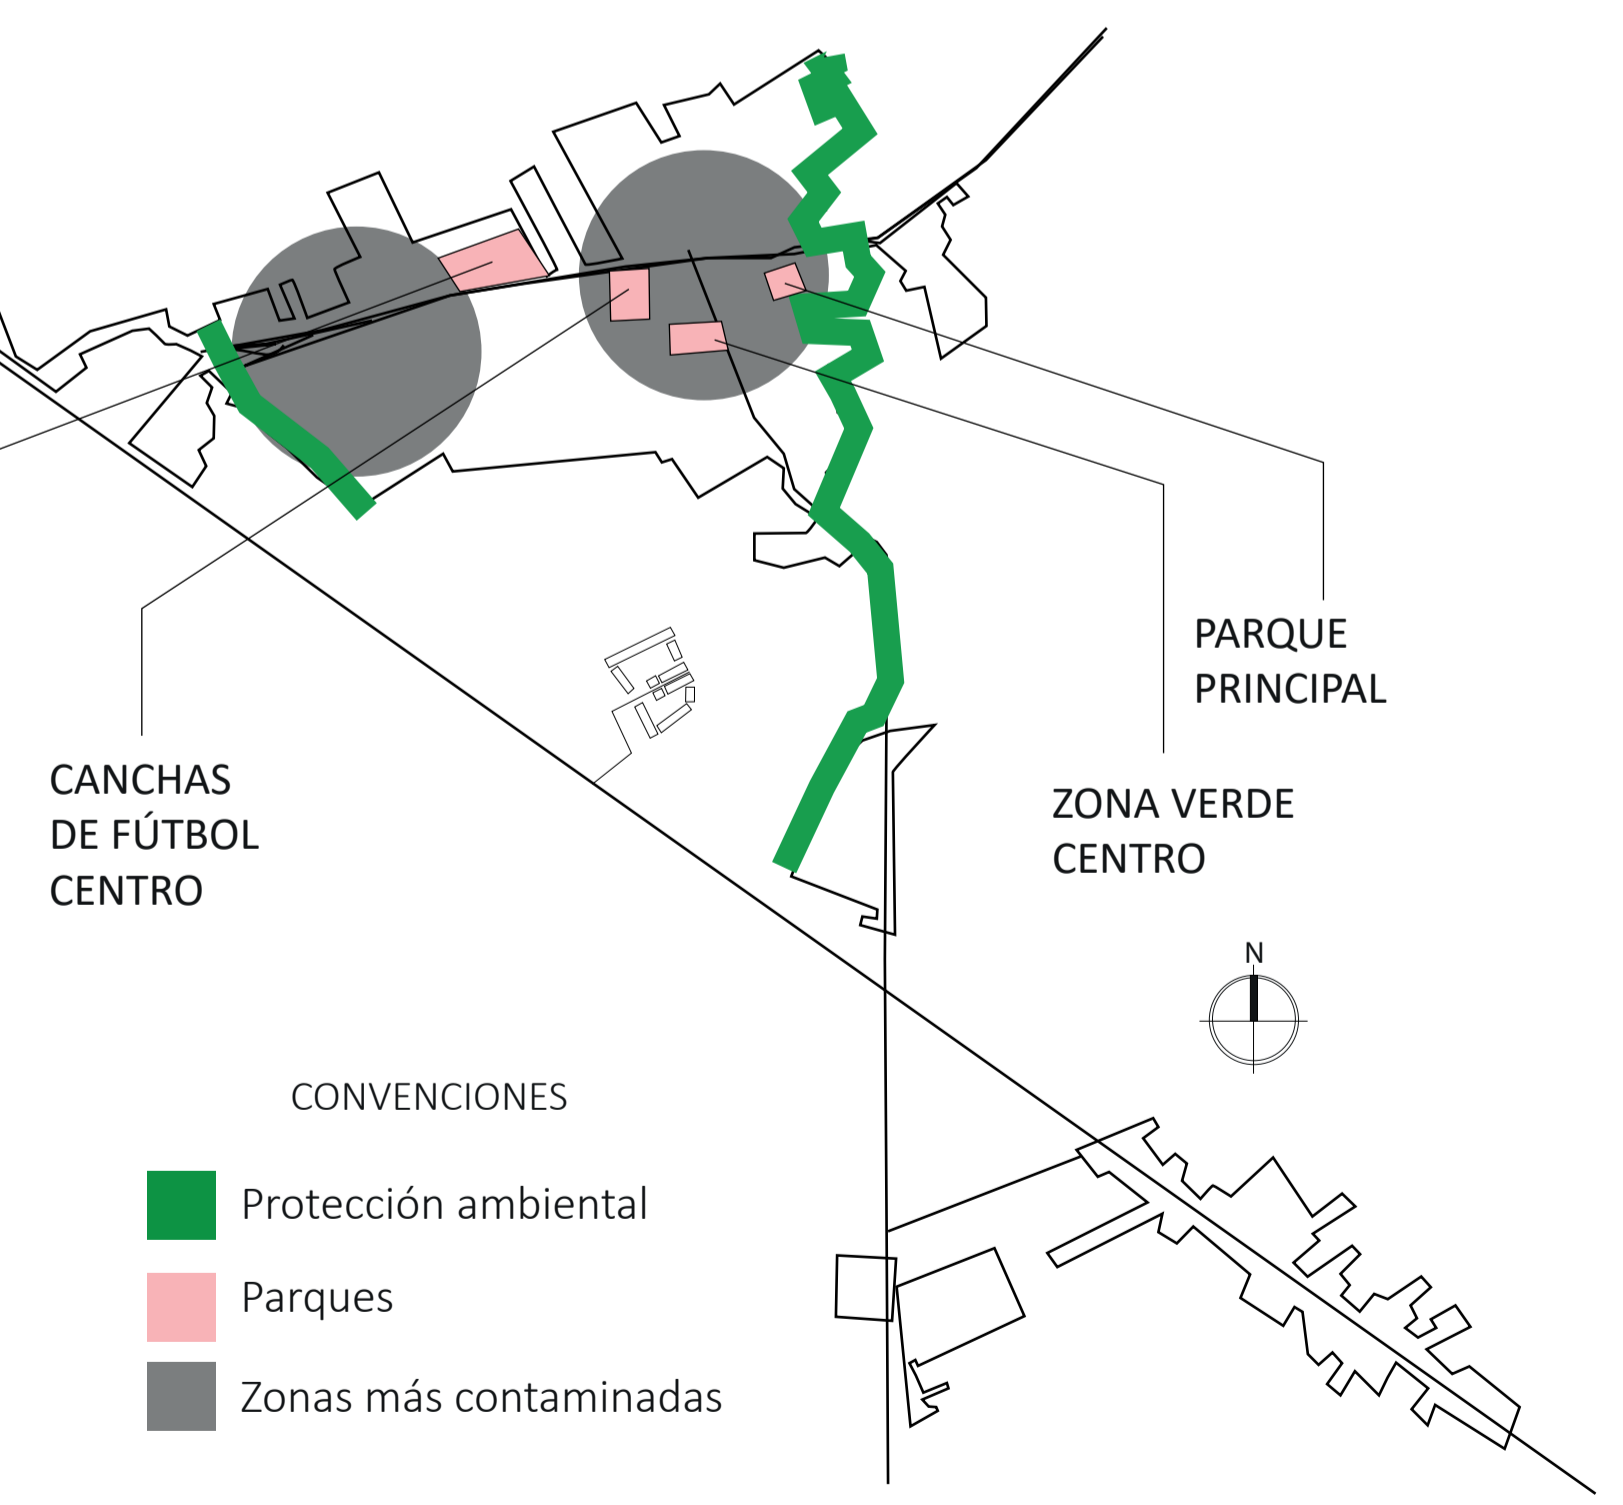 PARQUE
PRINCIPAL
CANCHAS
DE FÚTBOL
CENTRO
ZONA VERDE
CENTRO
N
CONVENCIONES
Protección ambiental
Parques
Zonas más contaminadas